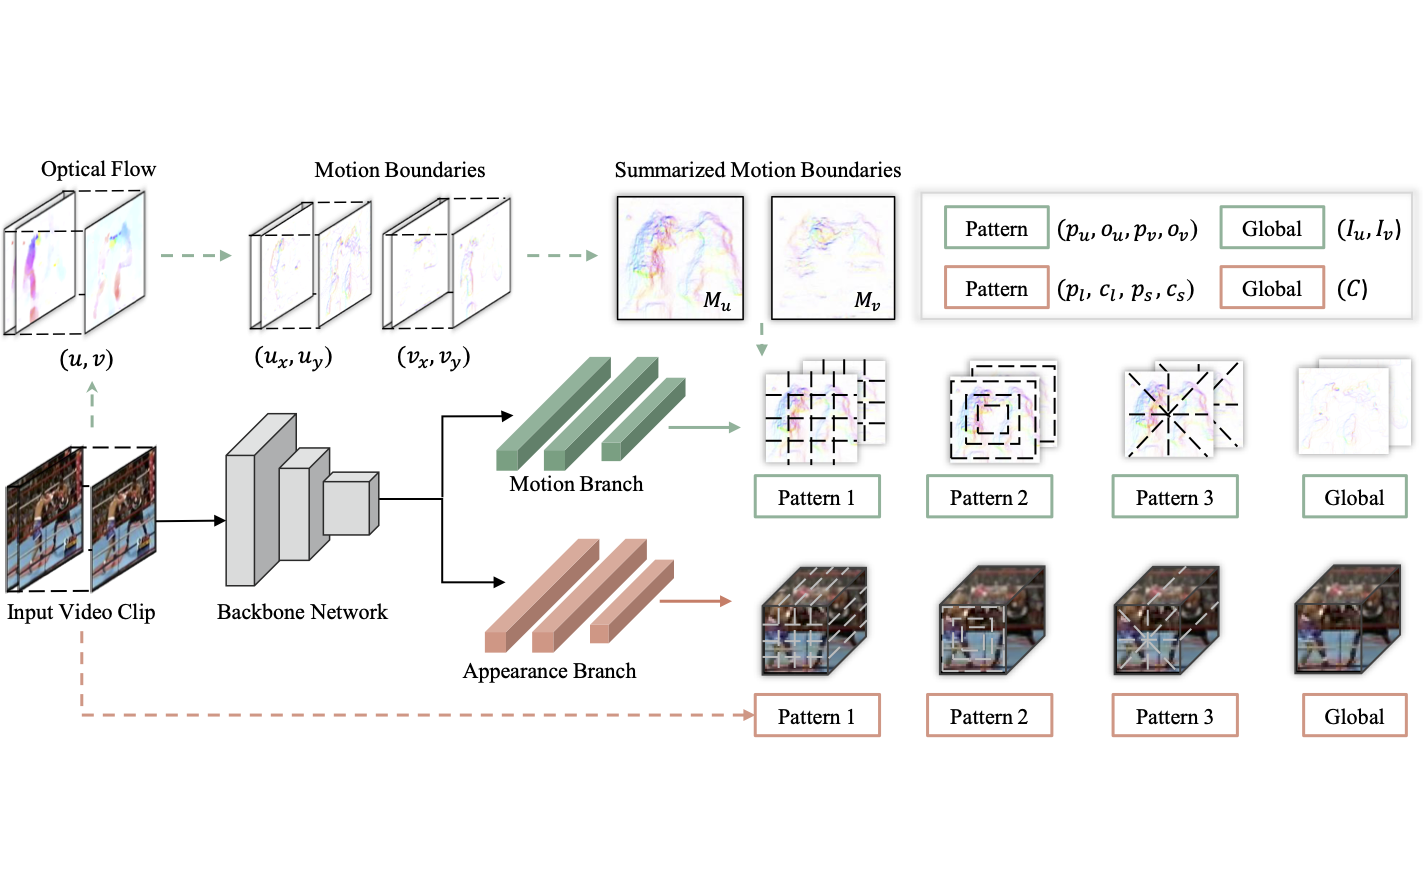 Optical Flow
Motion Boundaries
Summarized Motion Boundaries
M_u
M_v
Pattern (p_u, o_u, p_v, o_v) Global (I_u, I_v)
Pattern (p_l, c_l, p_s, c_s) Global (C)
(u, v)
(u_x, u_y)
(v_x, v_y)
Motion Branch
Pattern 1
Pattern 2
Pattern 3
Global
Input Video Clip
Backbone Network
Appearance Branch
Pattern 1
Pattern 2
Pattern 3
Global